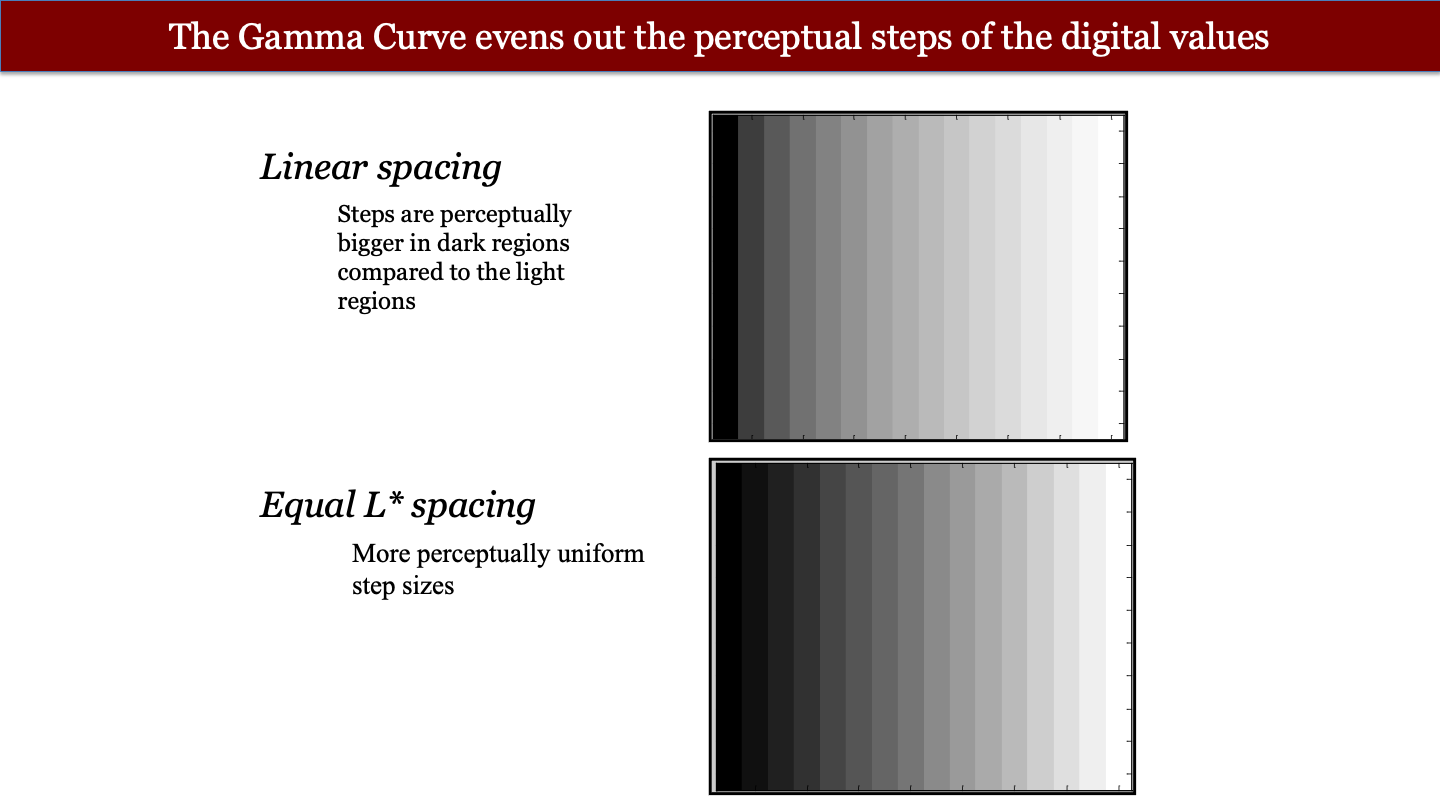 The Gamma Curve evens out the perceptual steps of the digital values
Linear spacing
Steps are perceptually
bigger in dark regions
compared to the light
regions
Equal L* spacing
More perceptually uniform
step sizes